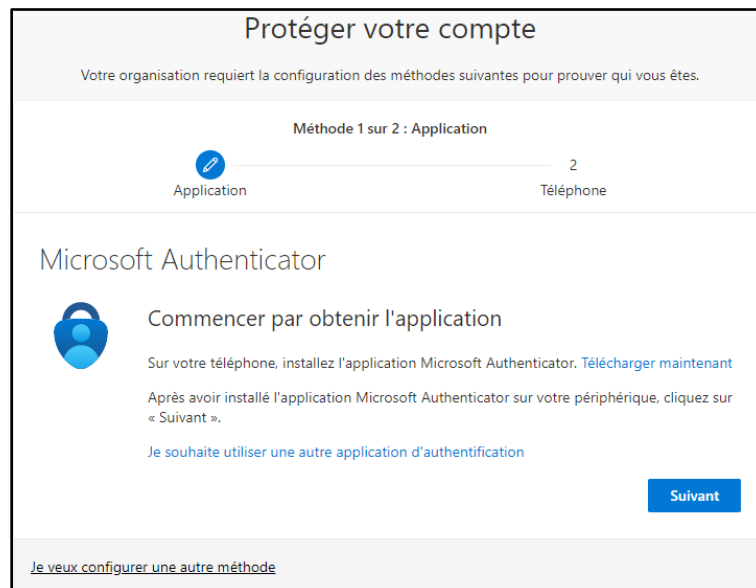 Protéger votre compte
Votre organisation requiert la configuration des méthodes suivantes pour prouver qui vous êtes.
Méthode 1 sur 2 : Application
2
Application
Téléphone
Microsoft Authenticator
Commencer par obtenir l'application
Sur votre téléphone, installez l'application Microsoft Authenticator. Télécharger maintenant
Après avoir installé l'application Microsoft Authenticator sur votre périphérique, cliquez sur
« Suivant ».
Je souhaite utiliser une autre application d'authentification
Suivant
Je veux configurer une autre méthode